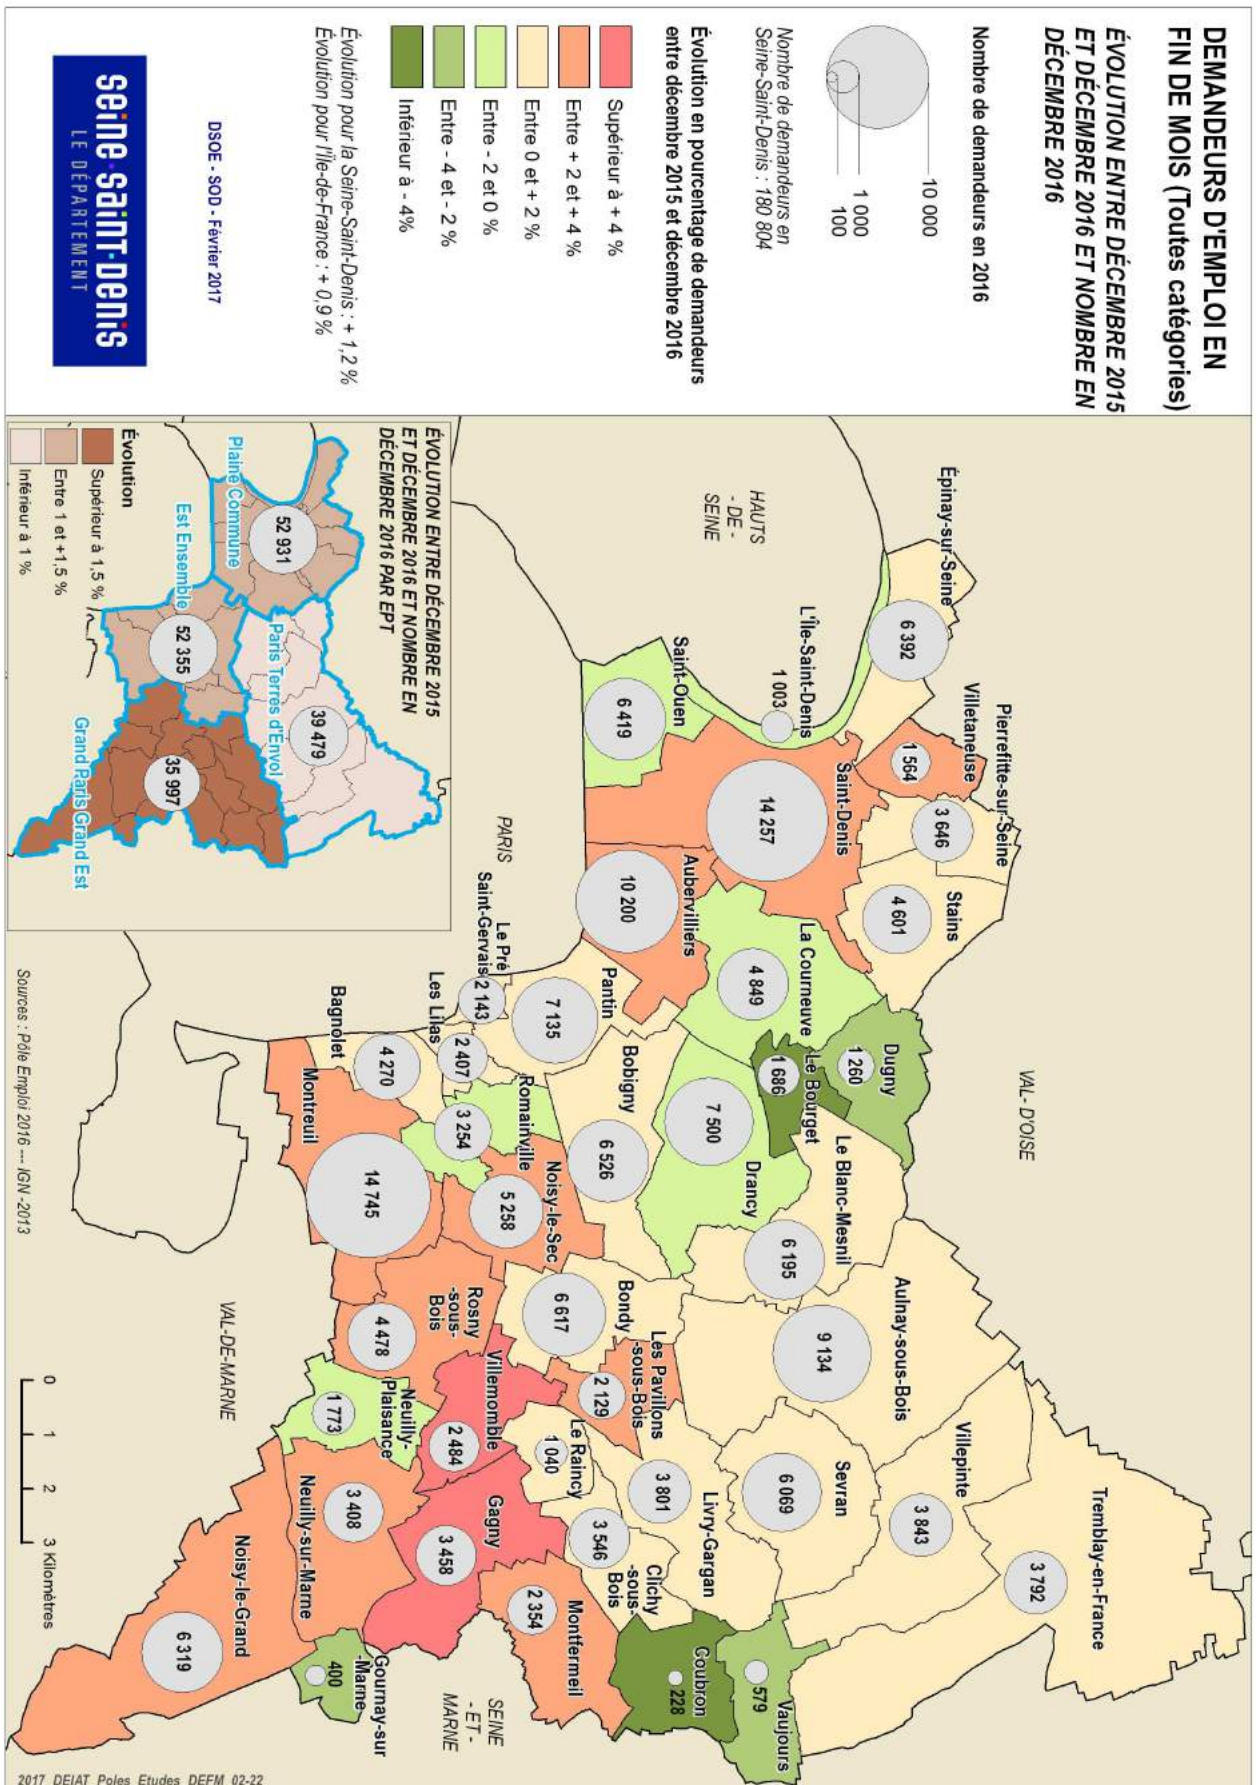 DEMANDEURS D'EMPLOI EN
FIN DE MOIS (Toutes catégories)
ÉVOLUTION ENTRE DÉCEMBRE 2015
ET DÉCEMBRE 2016 ET NOMBRE EN
DÉCEMBRE 2016
Nombre de demandeurs en 2016
10 000
1 000
100
Nombre de demandeurs en
Seine-Saint-Denis : 180 804
Évolution en pourcentage de demandeurs
entre décembre 2015 et décembre 2016
Supérieur à + 4 %
Entre + 2 et + 4 %
Entre 0 et + 2 %
Entre - 2 et 0 %
Entre - 4 et - 2 %
Inférieur à - 4%
Évolution pour la Seine-Saint-Denis : + 1,2 %
Évolution pour l'Île-de-France : + 0,9 %
DSOE - SOD - Février 2017
seine-saint-denis
LE DÉPARTEMENT
VAL- D'OISE
HAUTS
- DE -
SEINE
PARIS
VAL-DE-MARNE
SEINE
- ET -
MARNE
Épinay-sur-Seine
6 392
Villetaneuse
1 564
Pierrefitte-sur-Seine
3 646
Stains
4 601
L'Île-Saint-Denis
1 003
Saint-Denis
14 257
Saint-Ouen
6 419
Aubervilliers
10 200
La Courneuve
4 849
Dugny
1 260
Le Bourget
1 686
Le Blanc-Mesnil
6 195
Drancy
7 500
Aulnay-sous-Bois
9 134
Villepinte
3 843
Tremblay-en-France
3 792
Sevran
6 069
Pantin
7 135
Le Pré
Saint-Gervais
2 143
Les Lilas
2 407
Bagnolet
4 270
Bobigny
6 526
Romainville
3 254
Noisy-le-Sec
5 258
Montreuil
14 745
Bondy
6 617
Les Pavillons
-sous-Bois
2 129
Livry-Gargan
3 801
Le Raincy
1 040
Clichy
-sous-
Bois
3 546
Vaujours
579
Coubron
228
Montfermeil
2 354
Gagny
3 458
Villemomble
2 484
Rosny
-sous-
Bois
4 478
Neuilly-
Plaisance
1 773
Neuilly-sur-Marne
3 408
Noisy-le-Grand
6 319
Gournay-sur
-Marne
400
ÉVOLUTION ENTRE DÉCEMBRE 2015
ET DÉCEMBRE 2016 ET NOMBRE EN
DÉCEMBRE 2016 PAR EPT
Plaine Commune
52 931
Paris Terres d'Envol
39 479
Est Ensemble
52 355
Grand Paris Grand Est
35 997
Évolution
Supérieur à 1,5 %
Entre 1 et +1,5 %
Inférieur à 1 %
0 1 2 3 Kilomètres
Sources : Pôle Emploi 2016 --- IGN -2013
2017_DEIAT_Poles_Etudes_DEFM_02-22